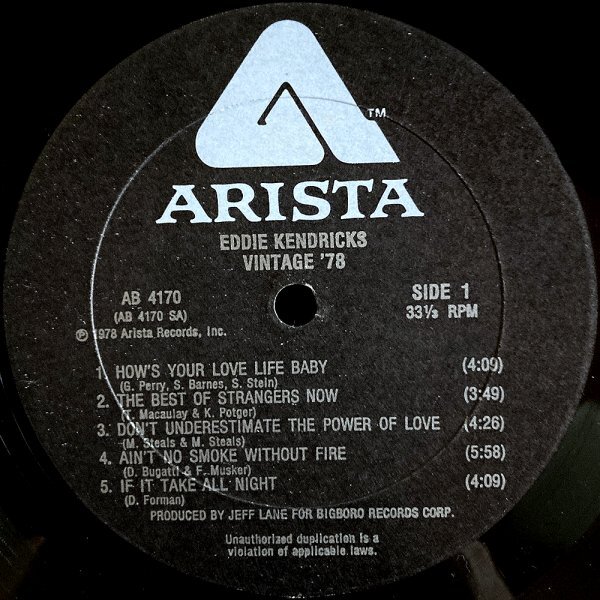 TM
ARISTA
EDDIE KENDRICKS
VINTAGE '78
AB 4170
SIDE 1
(AB 4170 SA)
33⅓ RPM
Ⓟ 1978 Arista Records, Inc.
1. HOW'S YOUR LOVE LIFE BABY (4:09)
(G. Perry, S. Barnes, S. Stein)
2. THE BEST OF STRANGERS NOW (3:49)
(T. Macaulay & K. Potger)
3. DON'T UNDERESTIMATE THE POWER OF LOVE (4:26)
(M. Steals & M. Steals)
4. AIN'T NO SMOKE WITHOUT FIRE (5:58)
(D. Bugatti & F. Musker)
5. IF IT TAKE ALL NIGHT (4:09)
(D. Forman)
PRODUCED BY JEFF LANE FOR BIGBORO RECORDS CORP.
Unauthorized duplication is a
violation of applicable laws.